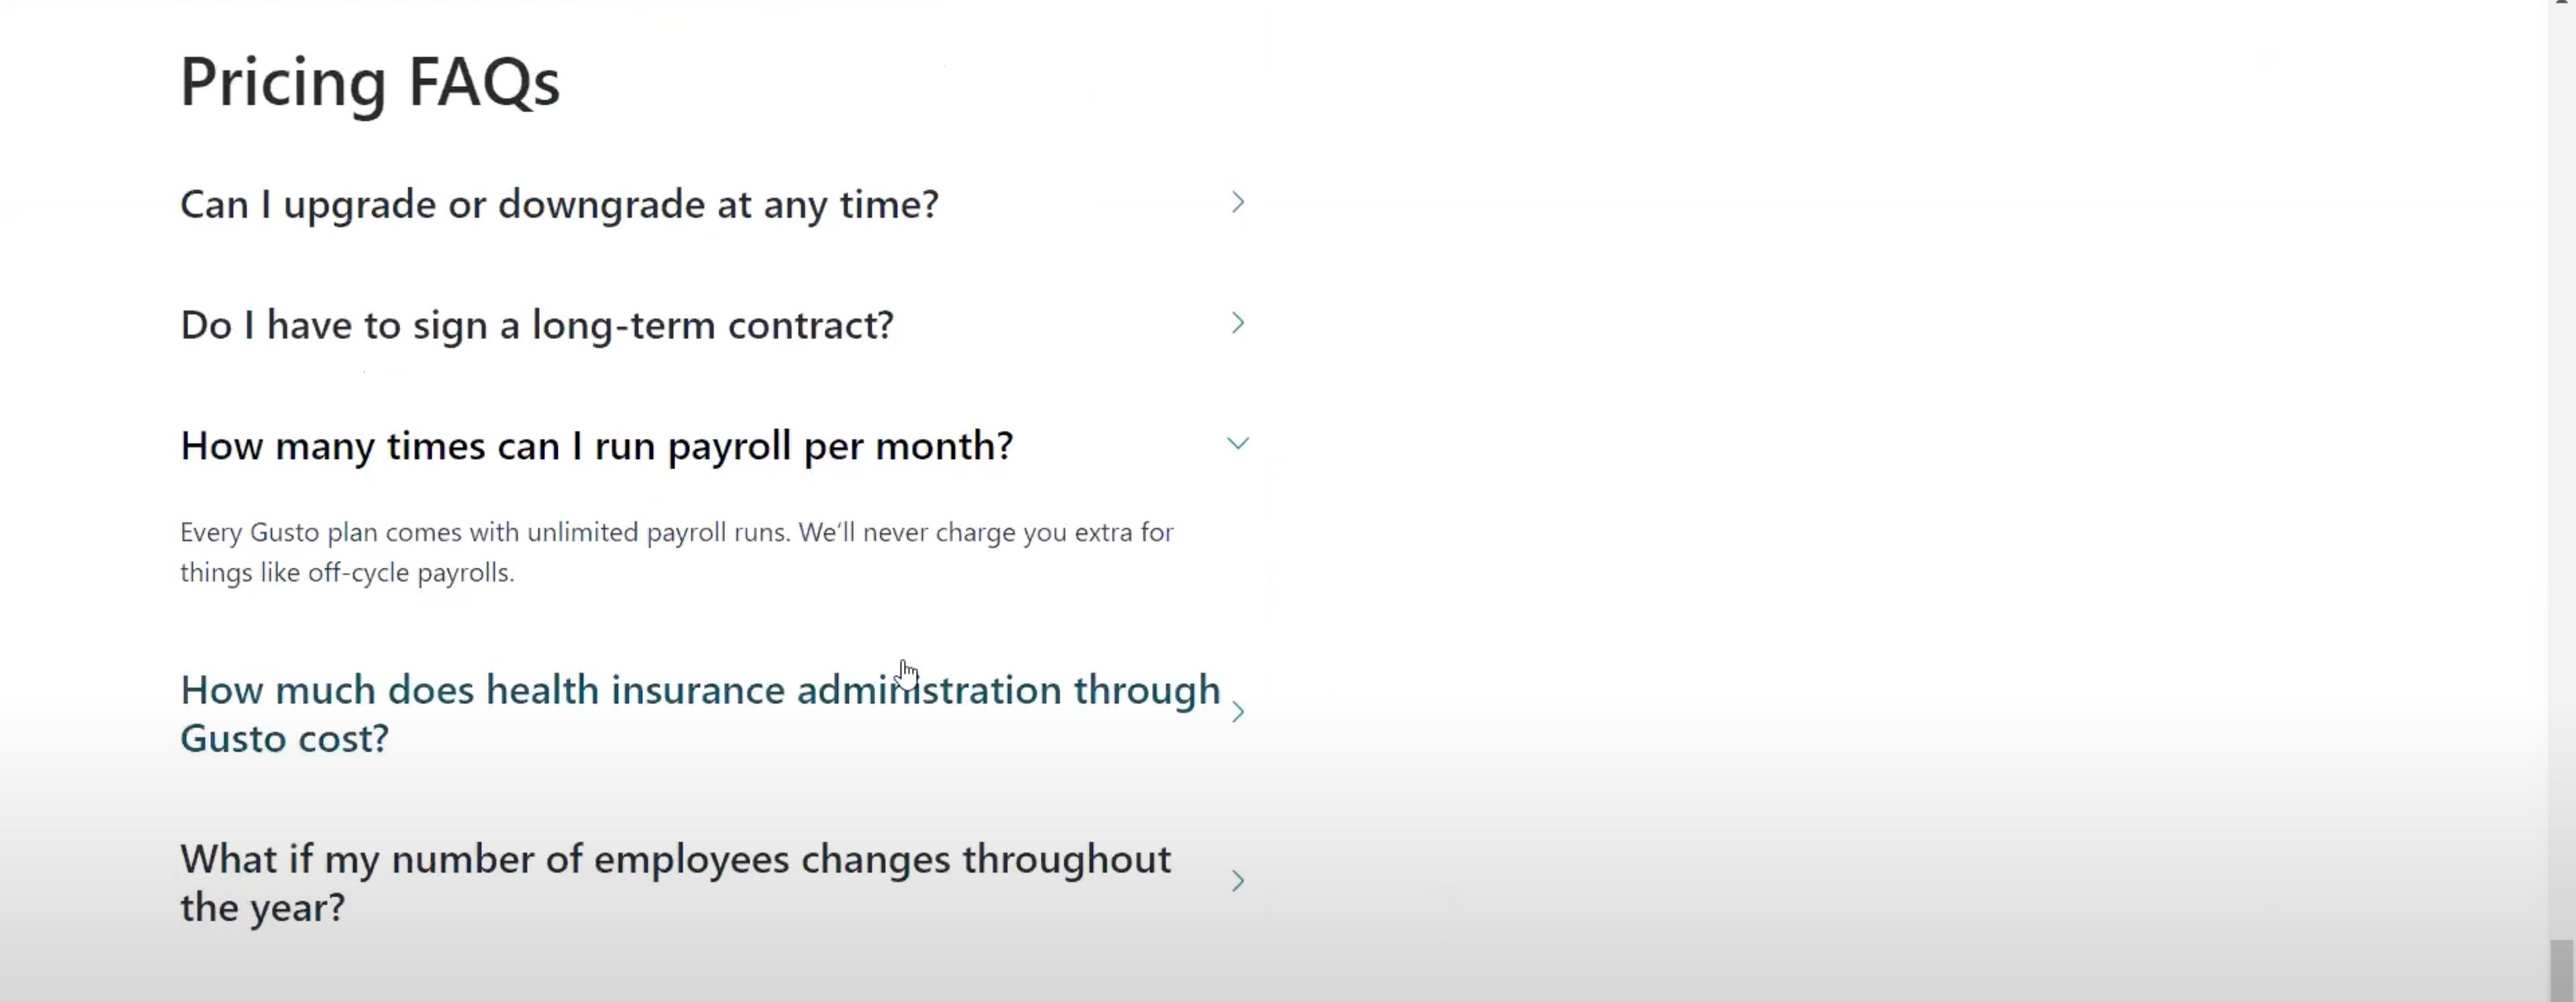 Pricing FAQs
Can I upgrade or downgrade at any time?
Do I have to sign a long-term contract?
How many times can I run payroll per month?
Every Gusto plan comes with unlimited payroll runs. We'll never charge you extra for
things like off-cycle payrolls.
How much does health insurance administration through
Gusto cost?
What if my number of employees changes throughout
the year?